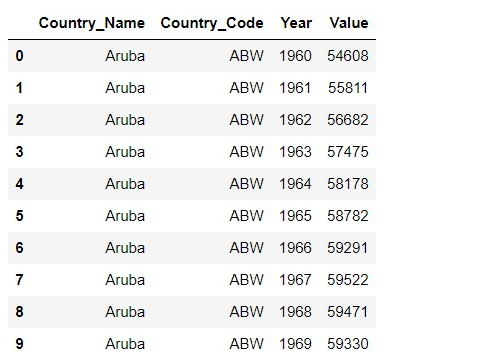 Country_Name Country_Code Year Value
0 Aruba ABW 1960 54608
1 Aruba ABW 1961 55811
2 Aruba ABW 1962 56682
3 Aruba ABW 1963 57475
4 Aruba ABW 1964 58178
5 Aruba ABW 1965 58782
6 Aruba ABW 1966 59291
7 Aruba ABW 1967 59522
8 Aruba ABW 1968 59471
9 Aruba ABW 1969 59330